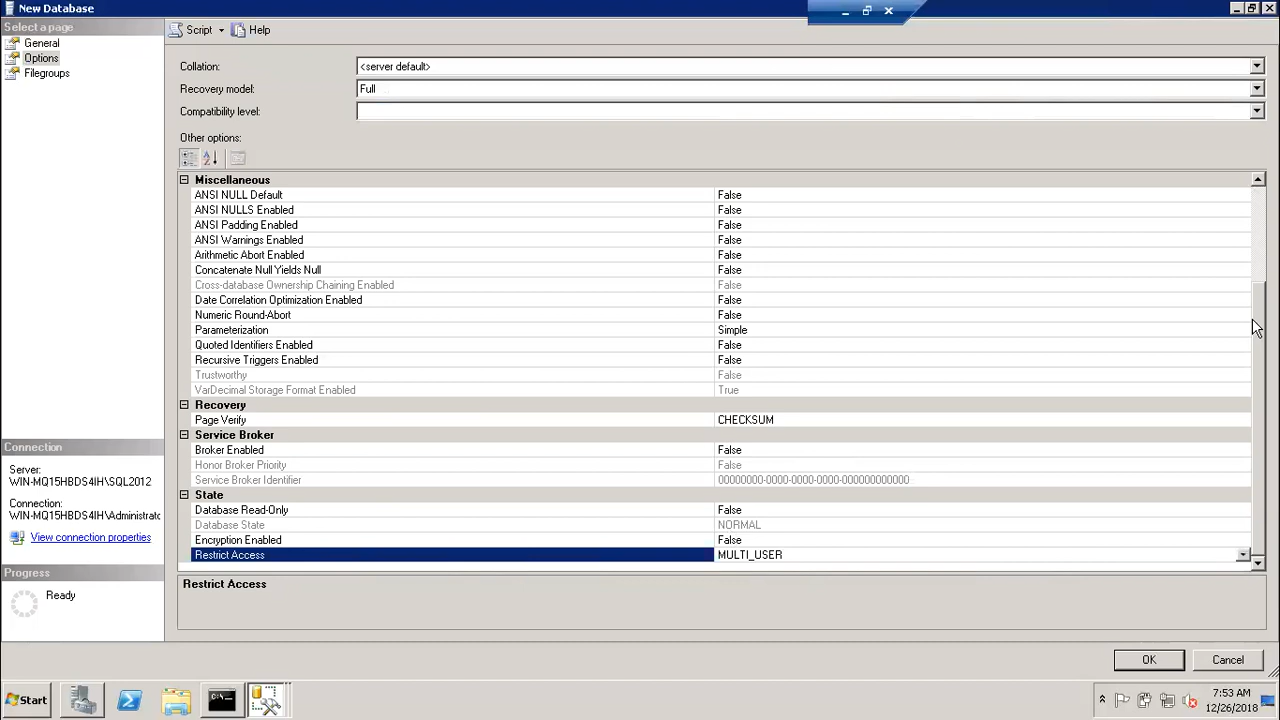 New Database
Select a page
General
Options
Filegroups
Script
Help
Collation:
<server default>
Recovery model:
Full
Compatibility level:
Other options:
Miscellaneous
ANSI NULL Default False
ANSI NULLS Enabled False
ANSI Padding Enabled False
ANSI Warnings Enabled False
Arithmetic Abort Enabled False
Concatenate Null Yields Null False
Cross-database Ownership Chaining Enabled False
Date Correlation Optimization Enabled False
Numeric Round-Abort False
Parameterization Simple
Quoted Identifiers Enabled False
Recursive Triggers Enabled False
Trustworthy False
VarDecimal Storage Format Enabled True
Recovery
Page Verify CHECKSUM
Service Broker
Broker Enabled False
Honor Broker Priority False
Service Broker Identifier 00000000-0000-0000-0000-000000000000
State
Database Read-Only False
Database State NORMAL
Encryption Enabled False
Restrict Access MULTI_USER
Restrict Access
Connection
Server:
WIN-MQ15HBDS4IH\SQL2012
Connection:
WIN-MQ15HBDS4IH\Administrato
View connection properties
Progress
Ready
OK
Cancel
Start
7:53 AM
12/26/2018